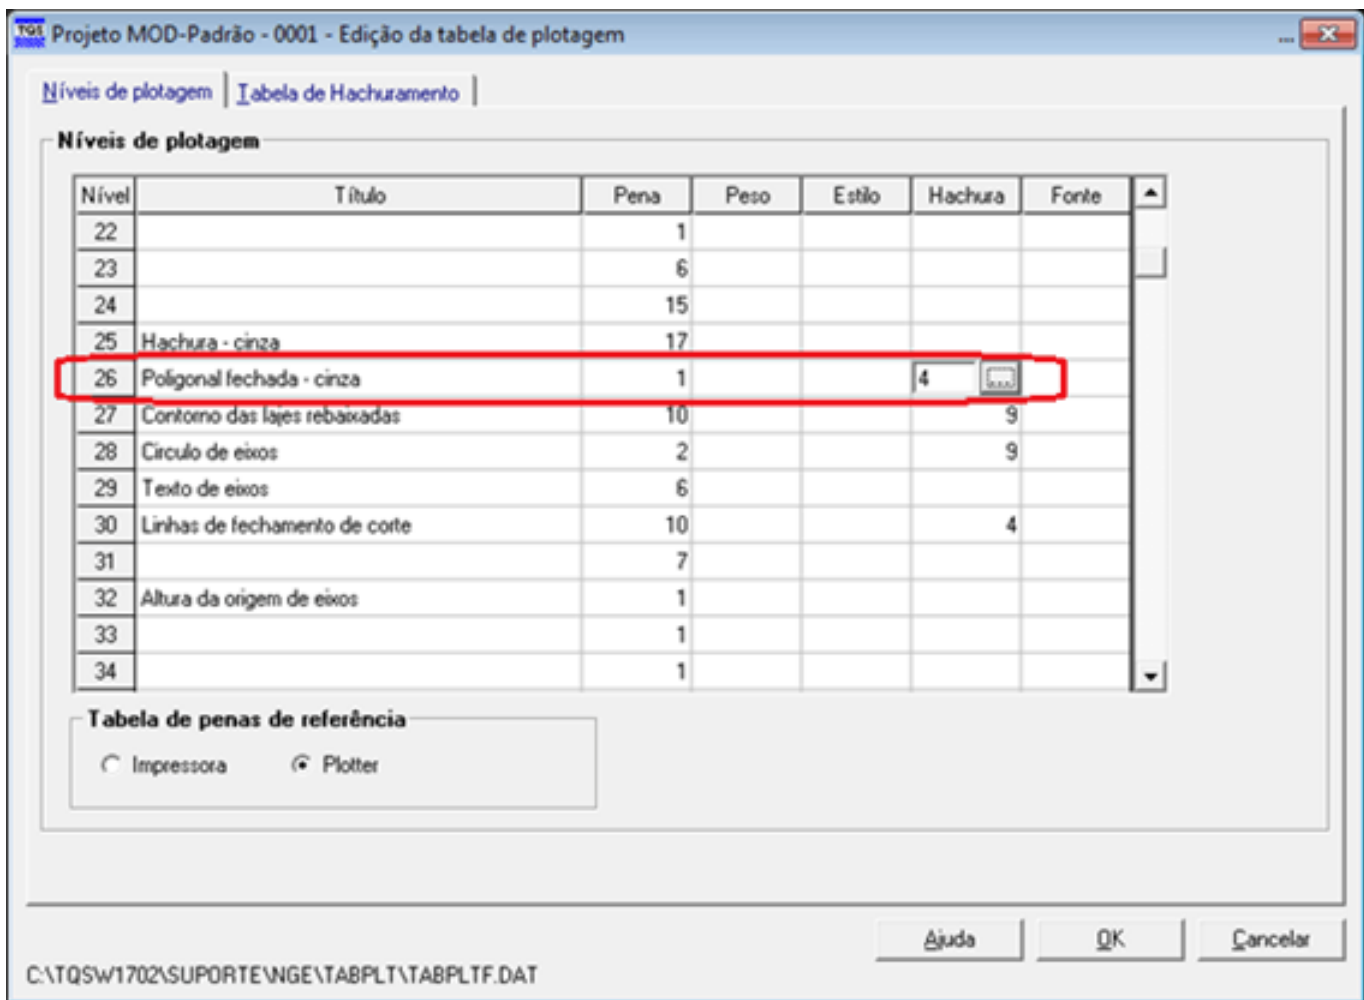 TQS Projeto MOD-Padrão - 0001 - Edição da tabela de plotagem ...
Níveis de plotagem Tabela de Hachuramento
Níveis de plotagem
Nível Título Pena Peso Estilo Hachura Fonte
22 1
23 6
24 15
25 Hachura - cinza 17
26 Poligonal fechada - cinza 1 4 ...
27 Contorno das lajes rebaixadas 10 9
28 Circulo de eixos 2 9
29 Texto de eixos 6
30 Linhas de fechamento de corte 10 4
31 7
32 Altura da origem de eixos 1
33 1
34 1
Tabela de penas de referência
Impressora Plotter
Ajuda OK Cancelar
C:\TQSW1702\SUPORTE\NGE\TABPLT\TABPLTF.DAT